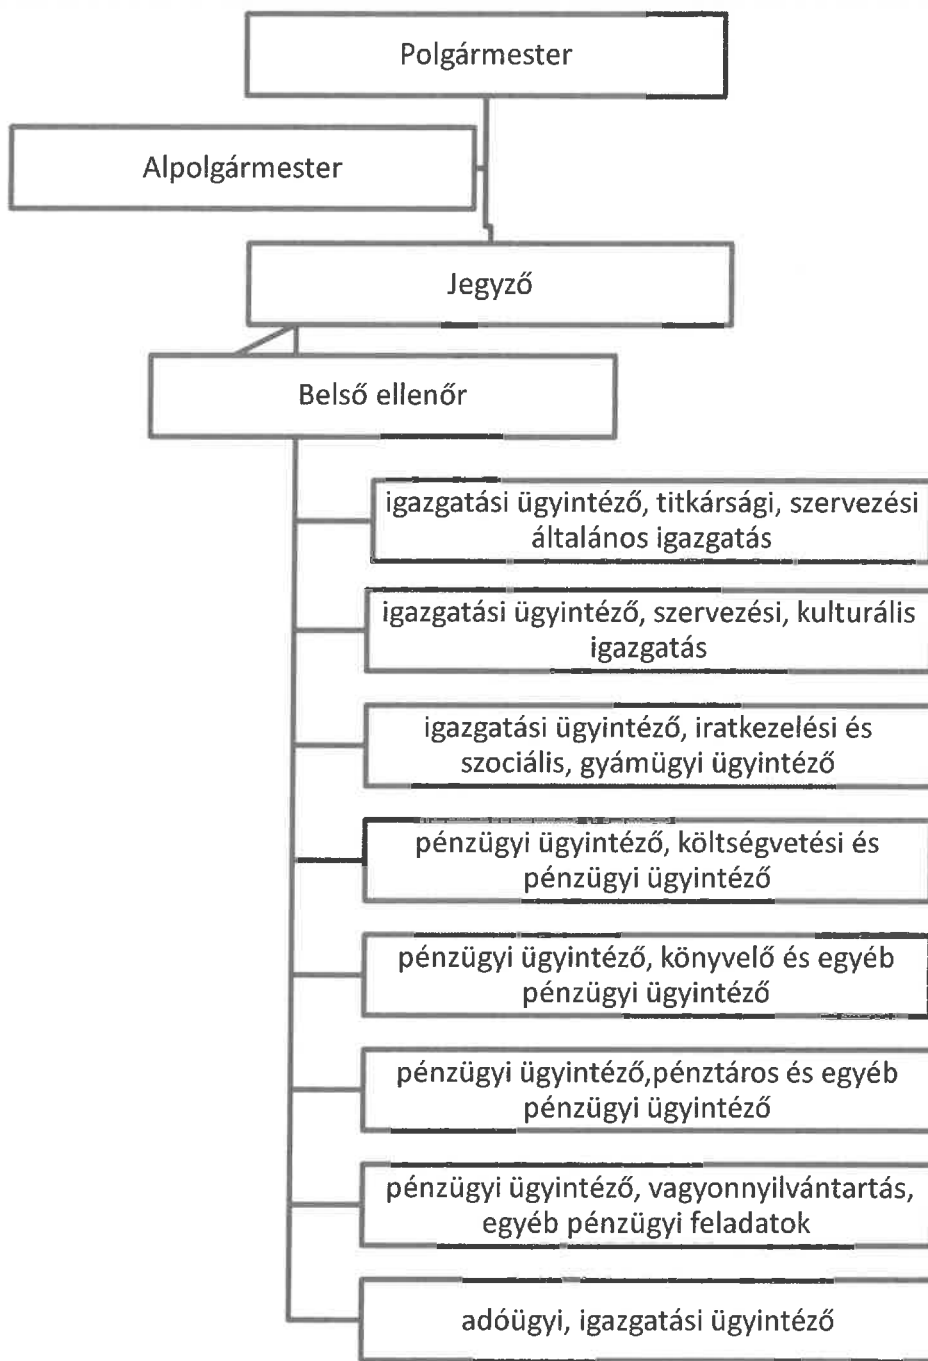 Polgármester
Alpolgármester
Jegyző
Belső ellenőr
igazgatási ügyintéző, titkársági, szervezési
általános igazgatás
igazgatási ügyintéző, szervezési, kulturális
igazgatás
igazgatási ügyintéző, iratkezelési és
szociális, gyámügyi ügyintéző
pénzügyi ügyintéző, költségvetési és
pénzügyi ügyintéző
pénzügyi ügyintéző, könyvelő és egyéb
pénzügyi ügyintéző
pénzügyi ügyintéző,pénztáros és egyéb
pénzügyi ügyintéző
pénzügyi ügyintéző, vagyonnyilvántartás,
egyéb pénzügyi feladatok
adóügyi, igazgatási ügyintéző